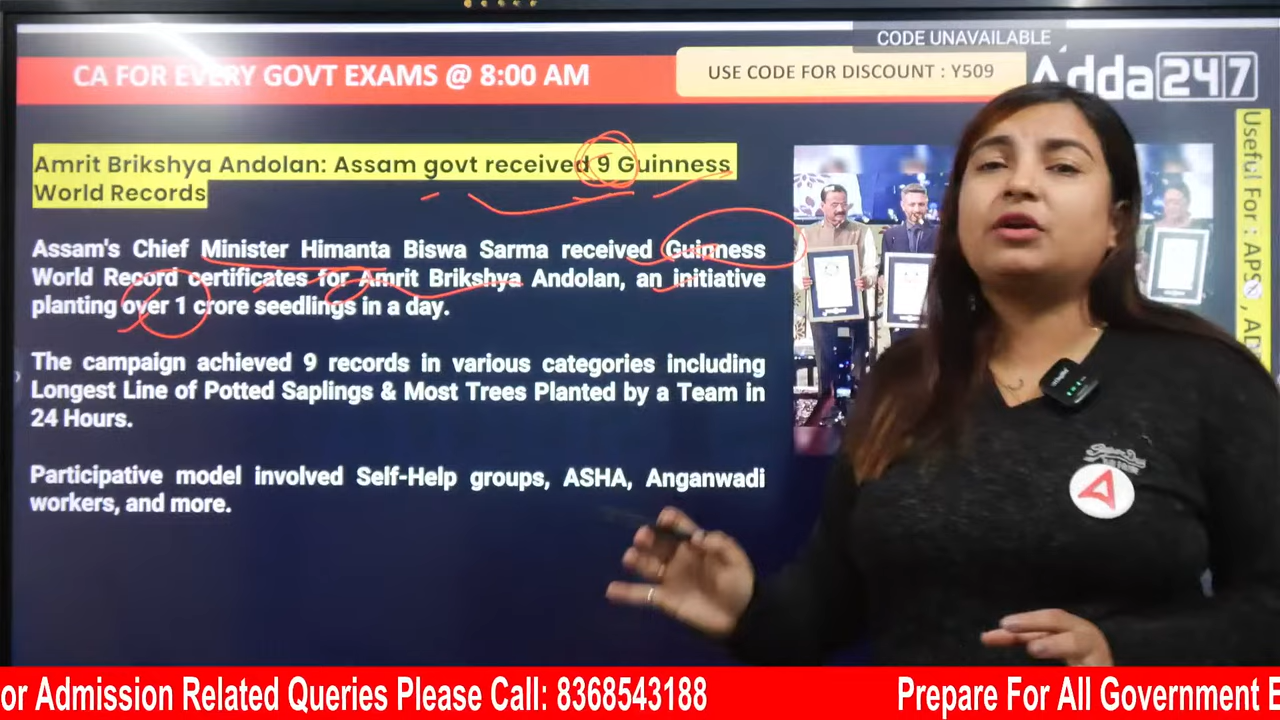 CODE UNAVAILABLE
CA FOR EVERY GOVT EXAMS @ 8:00 AM
USE CODE FOR DISCOUNT : Y509
Adda 247
Amrit Brikshya Andolan: Assam govt received 9 Guinness
World Records
Assam's Chief Minister Himanta Biswa Sarma received Guinness
World Record certificates for Amrit Brikshya Andolan, an initiative
planting over 1 crore seedlings in a day.
The campaign achieved 9 records in various categories including
Longest Line of Potted Saplings & Most Trees Planted by a Team in
24 Hours.
Participative model involved Self-Help groups, ASHA, Anganwadi
workers, and more.
Useful For : APS
or Admission Related Queries Please Call: 8368543188
Prepare For All Government E